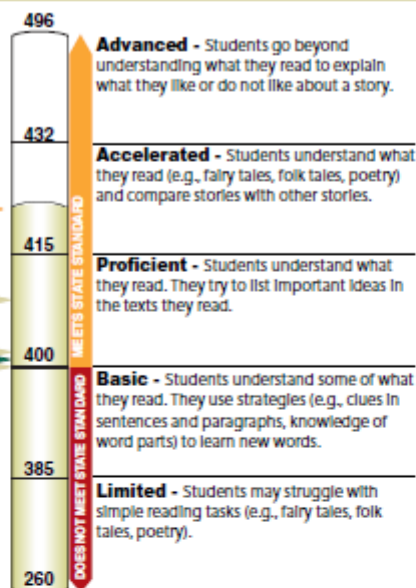 496
Advanced - Students go beyond
understanding what they read to explain
what they like or do not like about a story.
432
Accelerated - Students understand what
they read (e.g., fairy tales, folk tales, poetry)
and compare stories with other stories.
415
Proficient - Students understand what
they read. They try to list important ideas in
the texts they read.
MEETS STATE STANDARD
400
Basic - Students understand some of what
they read. They use strategies (e.g., clues in
sentences and paragraphs, knowledge of
word parts) to learn new words.
385
Limited - Students may struggle with
simple reading tasks (e.g., fairy tales, folk
tales, poetry).
DOES NOT MEET STATE STANDARD
260